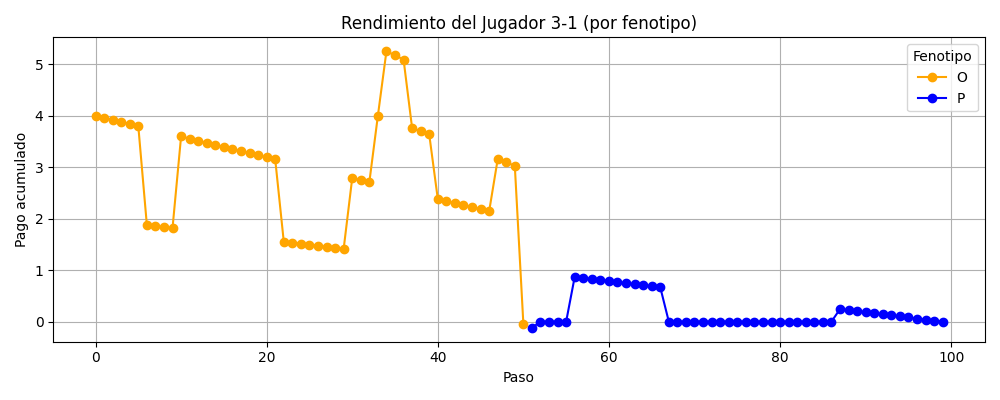 Rendimiento del Jugador 3-1 (por fenotipo)
Pago acumulado
5
4
3
2
1
0
0 20 40 60 80 100
Paso
Fenotipo
O
P